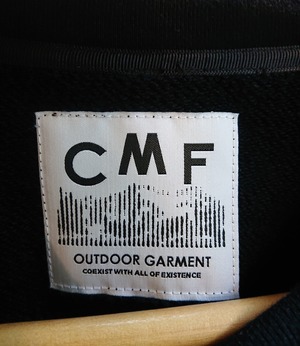 CMF
OUTDOOR GARMENT
COEXIST WITH ALL OF EXISTENCE